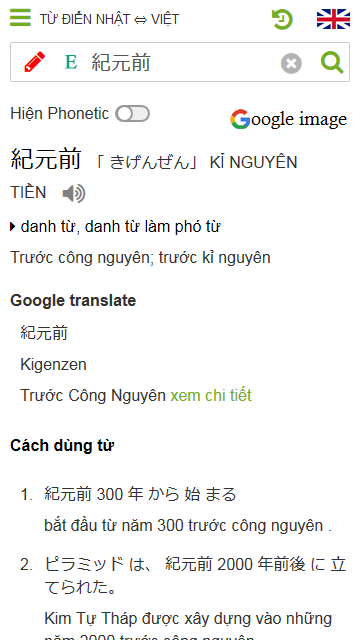 TỪ ĐIỂN NHẬT ⇔ VIỆT
E 紀元前
Hiện Phonetic
Google image
紀元前 「 きげんぜん」 KỈ NGUYÊN
TIỀN
danh từ, danh từ làm phó từ
Trước công nguyên; trước kỉ nguyên
Google translate
紀元前
Kigenzen
Trước Công Nguyên xem chi tiết
Cách dùng từ
1. 紀元前 300 年 から 始 まる
bắt đầu từ năm 300 trước công nguyên .
2. ピラミッド は、 紀元前 2000 年前後 に 立
てられた。
Kim Tự Tháp được xây dựng vào những
năm 2000 trước công nguyên